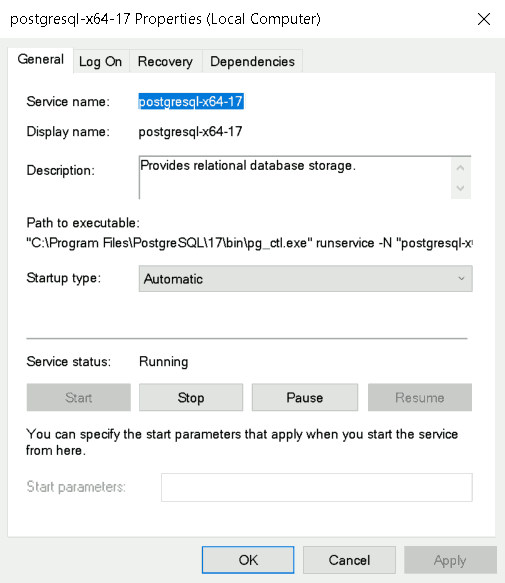 postgresql-x64-17 Properties (Local Computer)
General Log On Recovery Dependencies
Service name: postgresql-x64-17
Display name: postgresql-x64-17
Description: Provides relational database storage.
Path to executable:
"C:\Program Files\PostgreSQL\17\bin\pg_ctl.exe" runservice -N "postgresql-x
Startup type: Automatic
Service status: Running
Start Stop Pause Resume
You can specify the start parameters that apply when you start the service
from here.
Start parameters:
OK Cancel Apply